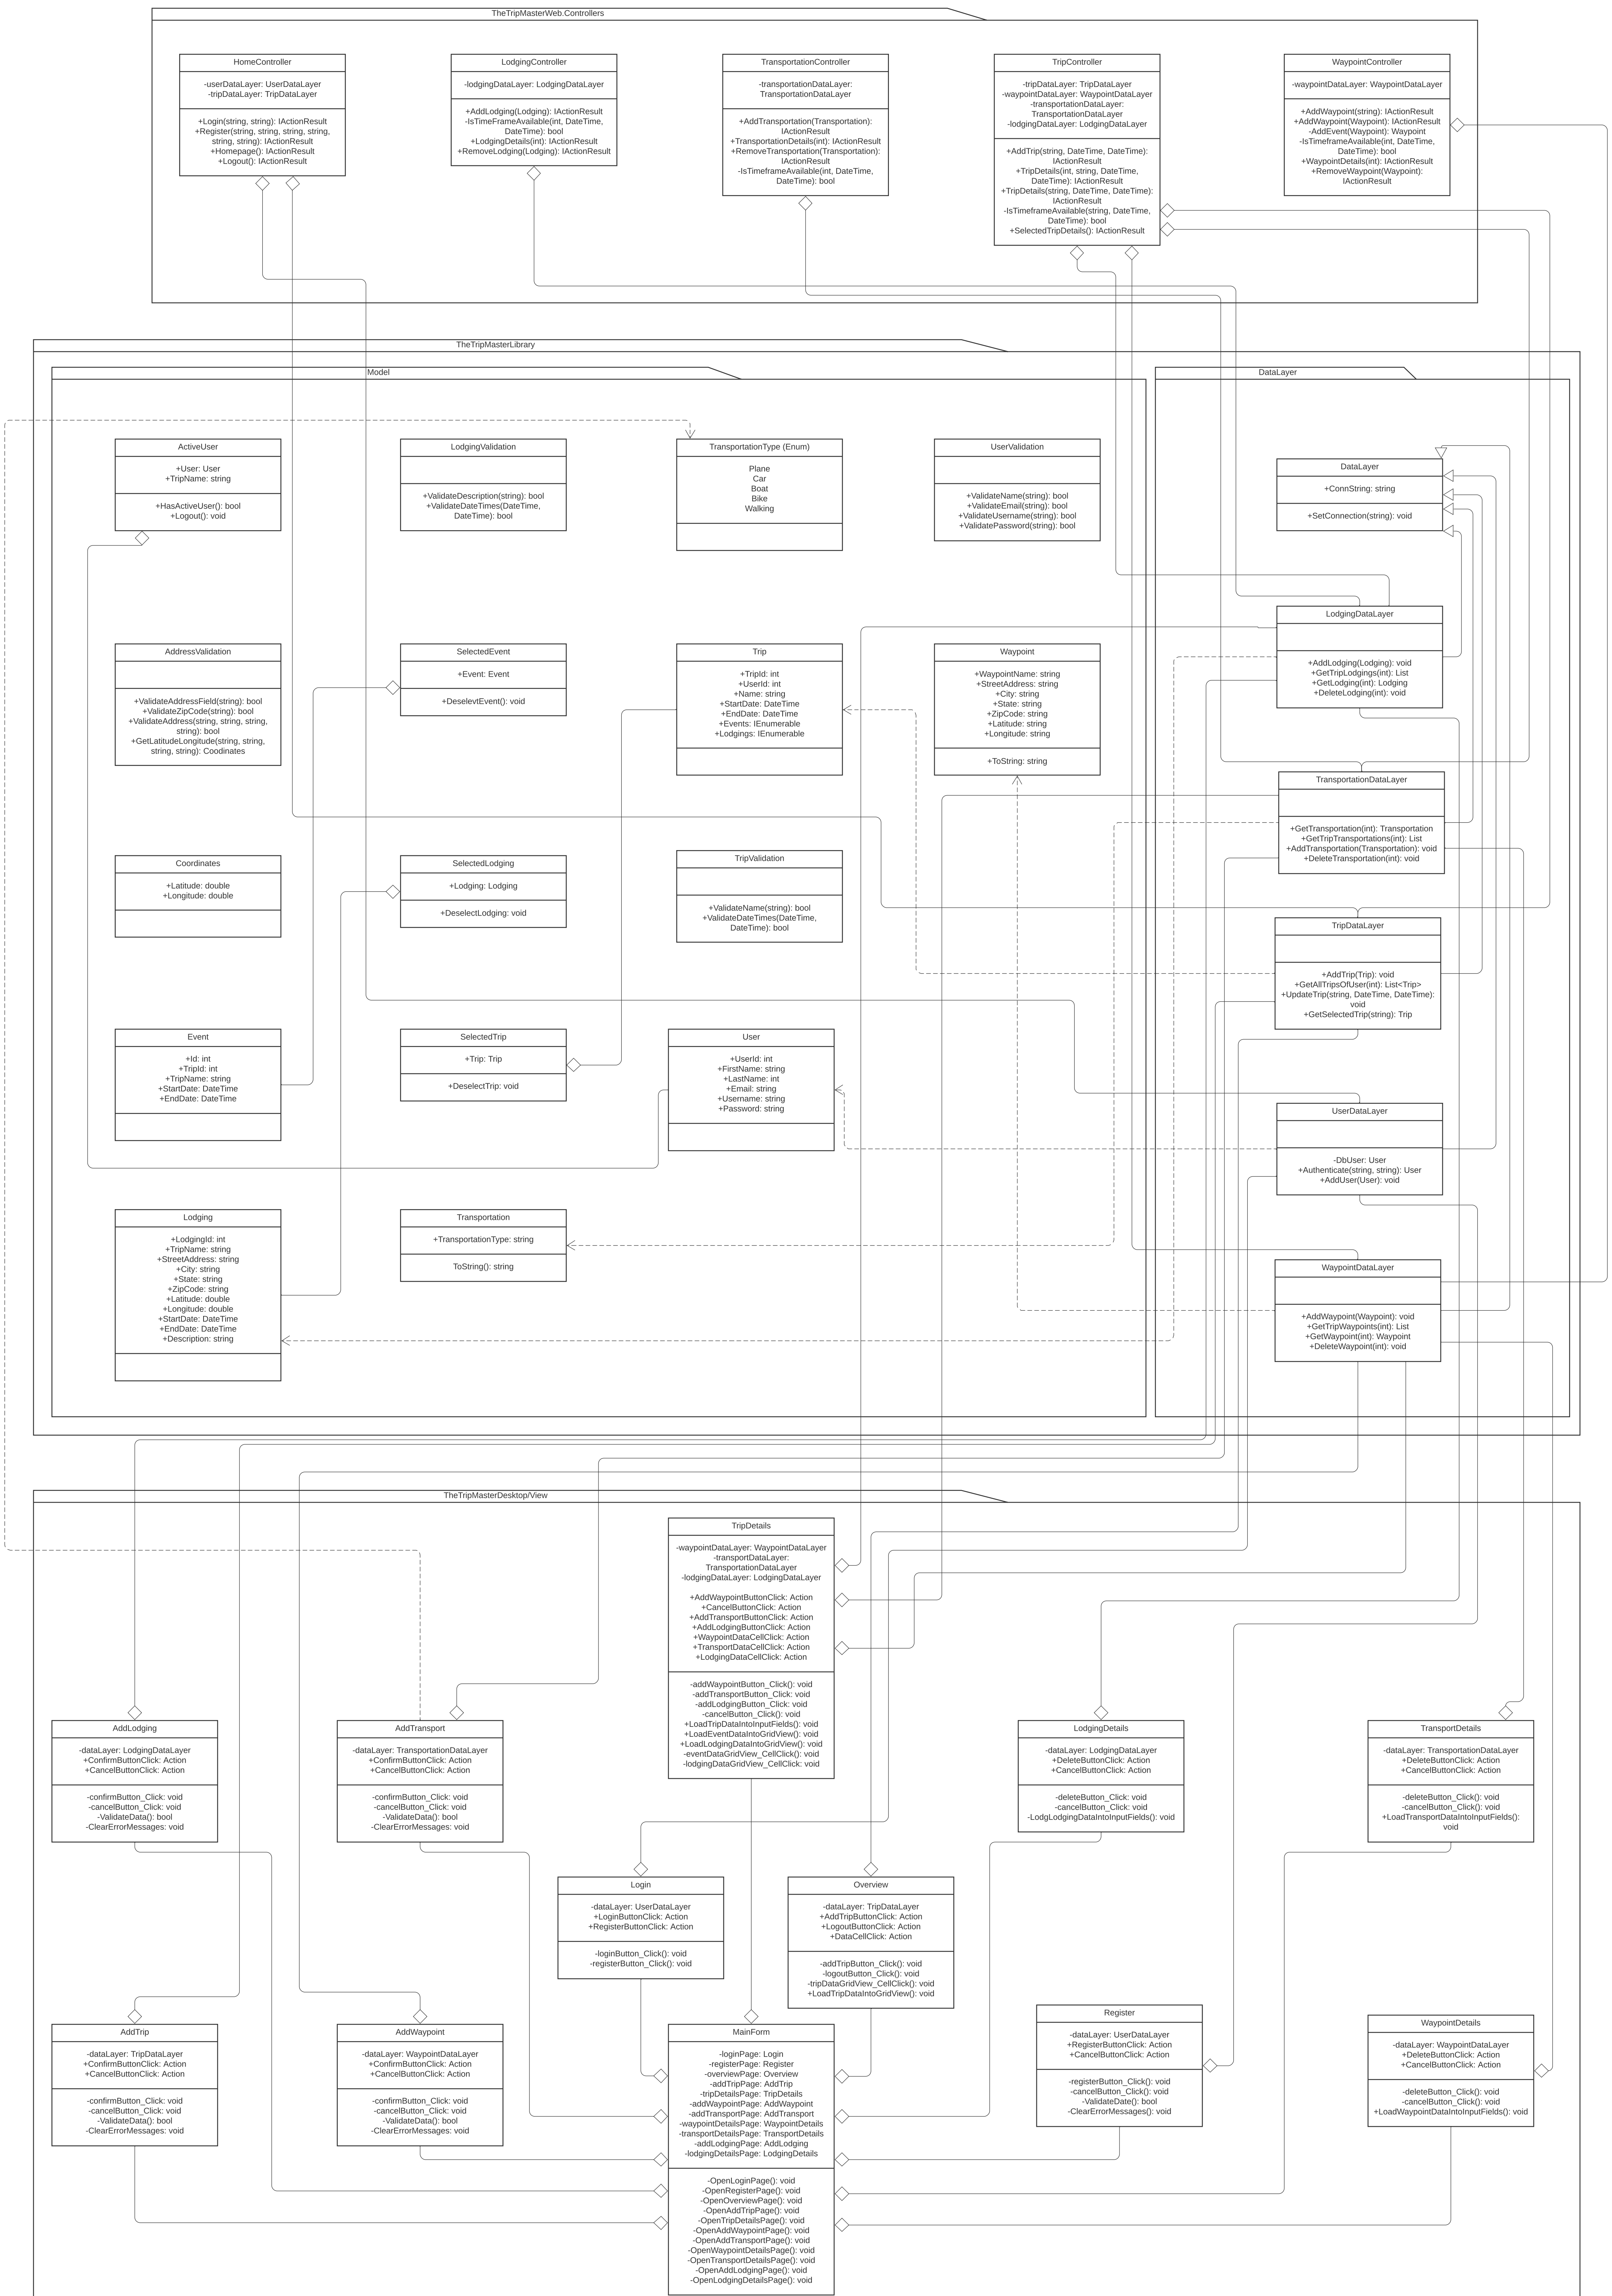 TheTripMasterWeb.Controllers
HomeController
-userDataLayer: UserDataLayer
-tripDataLayer: TripDataLayer
+Login(string, string): IActionResult
+Register(string, string, string, string,
string, string): IActionResult
+Homepage(): IActionResult
+Logout(): IActionResult
LodgingController
-lodgingDataLayer: LodgingDataLayer
+AddLodging(Lodging): IActionResult
-IsTimeFrameAvailable(int, DateTime,
DateTime): bool
+LodgingDetails(int): IActionResult
+RemoveLodging(Lodging): IActionResult
TransportationController
-transportationDataLayer:
TransportationDataLayer
+AddTransportation(Transportation):
IActionResult
+TransportationDetails(int): IActionResult
+RemoveTransportation(Transportation):
IActionResult
-IsTimeframeAvailable(int, DateTime,
DateTime): bool
TripController
-tripDataLayer: TripDataLayer
-waypointDataLayer: WaypointDataLayer
-transportationDataLayer:
TransportationDataLayer
-lodgingDataLayer: LodgingDataLayer
+AddTrip(string, DateTime, DateTime):
IActionResult
+TripDetails(int, string, DateTime,
DateTime): IActionResult
+TripDetails(string, DateTime, DateTime):
IActionResult
-IsTimeframeAvailable(string, DateTime,
DateTime): bool
+SelectedTripDetails(): IActionResult
WaypointController
-waypointDataLayer: WaypointDataLayer
+AddWaypoint(string): IActionResult
+AddWaypoint(Waypoint): IActionResult
-AddEvent(Waypoint): Waypoint
-IsTimeframeAvailable(int, DateTime,
DateTime): bool
+WaypointDetails(int): IActionResult
+RemoveWaypoint(Waypoint):
IActionResult
TheTripMasterLibrary
Model
DataLayer
ActiveUser
+User: User
+TripName: string
+HasActiveUser(): bool
+Logout(): void
LodgingValidation
+ValidateDescription(string): bool
+ValidateDateTimes(DateTime,
DateTime): bool
TransportationType (Enum)
Plane
Car
Boat
Bike
Walking
UserValidation
+ValidateName(string): bool
+ValidateEmail(string): bool
+ValidateUsername(string): bool
+ValidatePassword(string): bool
DataLayer
+ConnString: string
+SetConnection(string): void
AddressValidation
+ValidateAddressField(string): bool
+ValidateZipCode(string): bool
+ValidateAddress(string, string, string,
string): bool
+GetLatitudeLongitude(string, string,
string, string): Coodinates
SelectedEvent
+Event: Event
+DeselevtEvent(): void
Trip
+TripId: int
+UserId: int
+Name: string
+StartDate: DateTime
+EndDate: DateTime
+Events: IEnumerable
+Lodgings: IEnumerable
Waypoint
+WaypointName: string
+StreetAddress: string
+City: string
+State: string
+ZipCode: string
+Latitude: string
+Longitude: string
+ToString: string
LodgingDataLayer
+AddLodging(Lodging): void
+GetTripLodgings(int): List
+GetLodging(int): Lodging
+DeleteLodging(int): void
Coordinates
+Latitude: double
+Longitude: double
SelectedLodging
+Lodging: Lodging
+DeselectLodging: void
TripValidation
+ValidateName(string): bool
+ValidateDateTimes(DateTime,
DateTime): bool
TransportationDataLayer
+GetTransportation(int): Transportation
+GetTripTransportations(int): List
+AddTransportation(Transportation): void
+DeleteTransportation(int): void
TripDataLayer
+AddTrip(Trip): void
+GetAllTripsOfUser(int): List<Trip>
+UpdateTrip(string, DateTime, DateTime):
void
+GetSelectedTrip(string): Trip
Event
+Id: int
+TripId: int
+TripName: string
+StartDate: DateTime
+EndDate: DateTime
SelectedTrip
+Trip: Trip
+DeselectTrip: void
User
+UserId: int
+FirstName: string
+LastName: int
+Email: string
+Username: string
+Password: string
UserDataLayer
-DbUser: User
+Authenticate(string, string): User
+AddUser(User): void
Lodging
+LodgingId: int
+TripName: string
+StreetAddress: string
+City: string
+State: string
+ZipCode: string
+Latitude: double
+Longitude: double
+StartDate: DateTime
+EndDate: DateTime
+Description: string
Transportation
+TransportationType: string
ToString(): string
WaypointDataLayer
+AddWaypoint(Waypoint): void
+GetTripWaypoints(int): List
+GetWaypoint(int): Waypoint
+DeleteWaypoint(int): void
TheTripMasterDesktop/View
TripDetails
-waypointDataLayer: WaypointDataLayer
-transportDataLayer:
TransportationDataLayer
-lodgingDataLayer: LodgingDataLayer
+AddWaypointButtonClick: Action
+CancelButtonClick: Action
+AddTransportButtonClick: Action
+AddLodgingButtonClick: Action
+WaypointDataCellClick: Action
+TransportDataCellClick: Action
+LodgingDataCellClick: Action
-addWaypointButton_Click(): void
-addTransportButton_Click: void
-addLodgingButton_Click: void
-cancelButton_Click(): void
+LoadTripDataIntoInputFields(): void
+LoadEventDataIntoGridView(): void
+LoadLodgingDataIntoGridView(): void
-eventDataGridView_CellClick(): void
-lodgingDataGridView_CellClick: void
AddLodging
-dataLayer: LodgingDataLayer
+ConfirmButtonClick: Action
+CancelButtonClick: Action
-confirmButton_Click: void
-cancelButton_Click: void
-ValidateData(): bool
-ClearErrorMessages: void
AddTransport
-dataLayer: TransportationDataLayer
+ConfirmButtonClick: Action
+CancelButtonClick: Action
-confirmButton_Click: void
-cancelButton_Click: void
-ValidateData(): bool
-ClearErrorMessages: void
LodgingDetails
-dataLayer: LodgingDataLayer
+DeleteButtonClick: Action
+CancelButtonClick: Action
-deleteButton_Click: void
-cancelButton_Click: void
-LodgLodgingDataIntoInputFields(): void
TransportDetails
-dataLayer: TransportationDataLayer
+DeleteButtonClick: Action
+CancelButtonClick: Action
-deleteButton_Click(): void
-cancelButton_Click(): void
+LoadTransportDataIntoInputFields():
void
Login
-dataLayer: UserDataLayer
+LoginButtonClick: Action
+RegisterButtonClick: Action
-loginButton_Click(): void
-registerButton_Click(): void
Overview
-dataLayer: TripDataLayer
+AddTripButtonClick: Action
+LogoutButtonClick: Action
+DataCellClick: Action
-addTripButton_Click(): void
-logoutButton_Click(): void
-tripDataGridView_CellClick(): void
+LoadTripDataIntoGridView(): void
AddTrip
-dataLayer: TripDataLayer
+ConfirmButtonClick: Action
+CancelButtonClick: Action
-confirmButton_Click: void
-cancelButton_Click: void
-ValidateData(): bool
-ClearErrorMessages: void
AddWaypoint
-dataLayer: WaypointDataLayer
+ConfirmButtonClick: Action
+CancelButtonClick: Action
-confirmButton_Click: void
-cancelButton_Click: void
-ValidateData(): bool
-ClearErrorMessages: void
MainForm
-loginPage: Login
-registerPage: Register
-overviewPage: Overview
-addTripPage: AddTrip
-tripDetailsPage: TripDetails
-addWaypointPage: AddWaypoint
-addTransportPage: AddTransport
-waypointDetailsPage: WaypointDetails
-transportDetailsPage: TransportDetails
-addLodgingPage: AddLodging
-lodgingDetailsPage: LodgingDetails
-OpenLoginPage(): void
-OpenRegisterPage(): void
-OpenOverviewPage(): void
-OpenAddTripPage(): void
-OpenTripDetailsPage(): void
-OpenAddWaypointPage(): void
-OpenAddTransportPage(): void
-OpenWaypointDetailsPage(): void
-OpenTransportDetailsPage(): void
-OpenAddLodgingPage(): void
-OpenLodgingDetailsPage(): void
Register
-dataLayer: UserDataLayer
+RegisterButtonClick: Action
+CancelButtonClick: Action
-registerButton_Click(): void
-cancelButton_Click(): void
-ValidateDate(): bool
-ClearErrorMessages(): void
WaypointDetails
-dataLayer: WaypointDataLayer
+DeleteButtonClick: Action
+CancelButtonClick: Action
-deleteButton_Click(): void
-cancelButton_Click(): void
+LoadWaypointDataIntoInputFields(): void